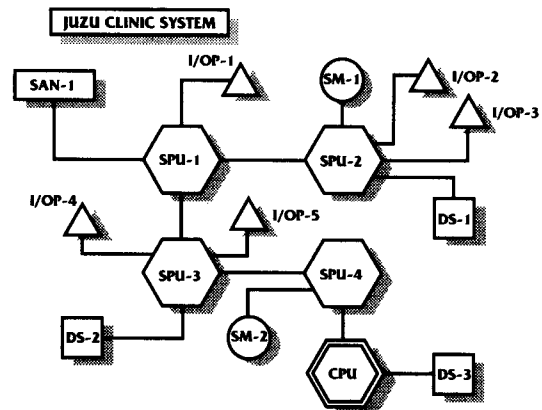 JUZU CLINIC SYSTEM
I/OP-1
SAN-1
SM-1
I/OP-2
I/OP-3
SPU-1
SPU-2
I/OP-4
I/OP-5
DS-1
SPU-3
SPU-4
DS-2
SM-2
CPU
DS-3